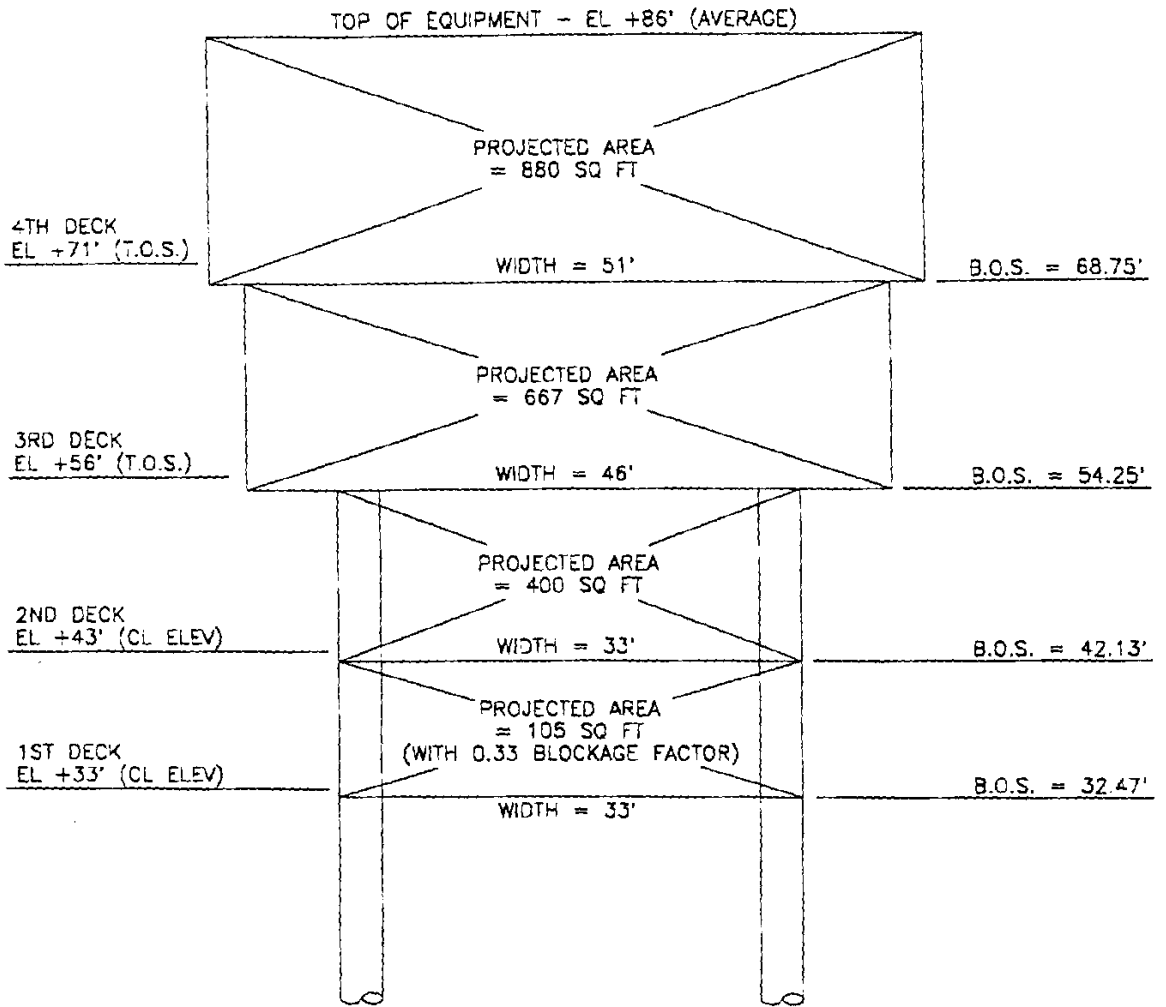 TOP OF EQUIPMENT - EL +86' (AVERAGE)
PROJECTED AREA
= 880 SQ FT
4TH DECK
EL +71' (T.O.S.)
WIDTH = 51'
B.O.S. = 68.75'
PROJECTED AREA
= 667 SQ FT
3RD DECK
EL +56' (T.O.S.)
WIDTH = 46'
B.O.S. = 54.25'
PROJECTED AREA
= 400 SQ FT
2ND DECK
EL +43' (CL ELEV)
WIDTH = 33'
B.O.S. = 42.13'
PROJECTED AREA
= 105 SQ FT
(WITH 0.33 BLOCKAGE FACTOR)
1ST DECK
EL +33' (CL ELEV)
WIDTH = 33'
B.O.S. = 32.47'